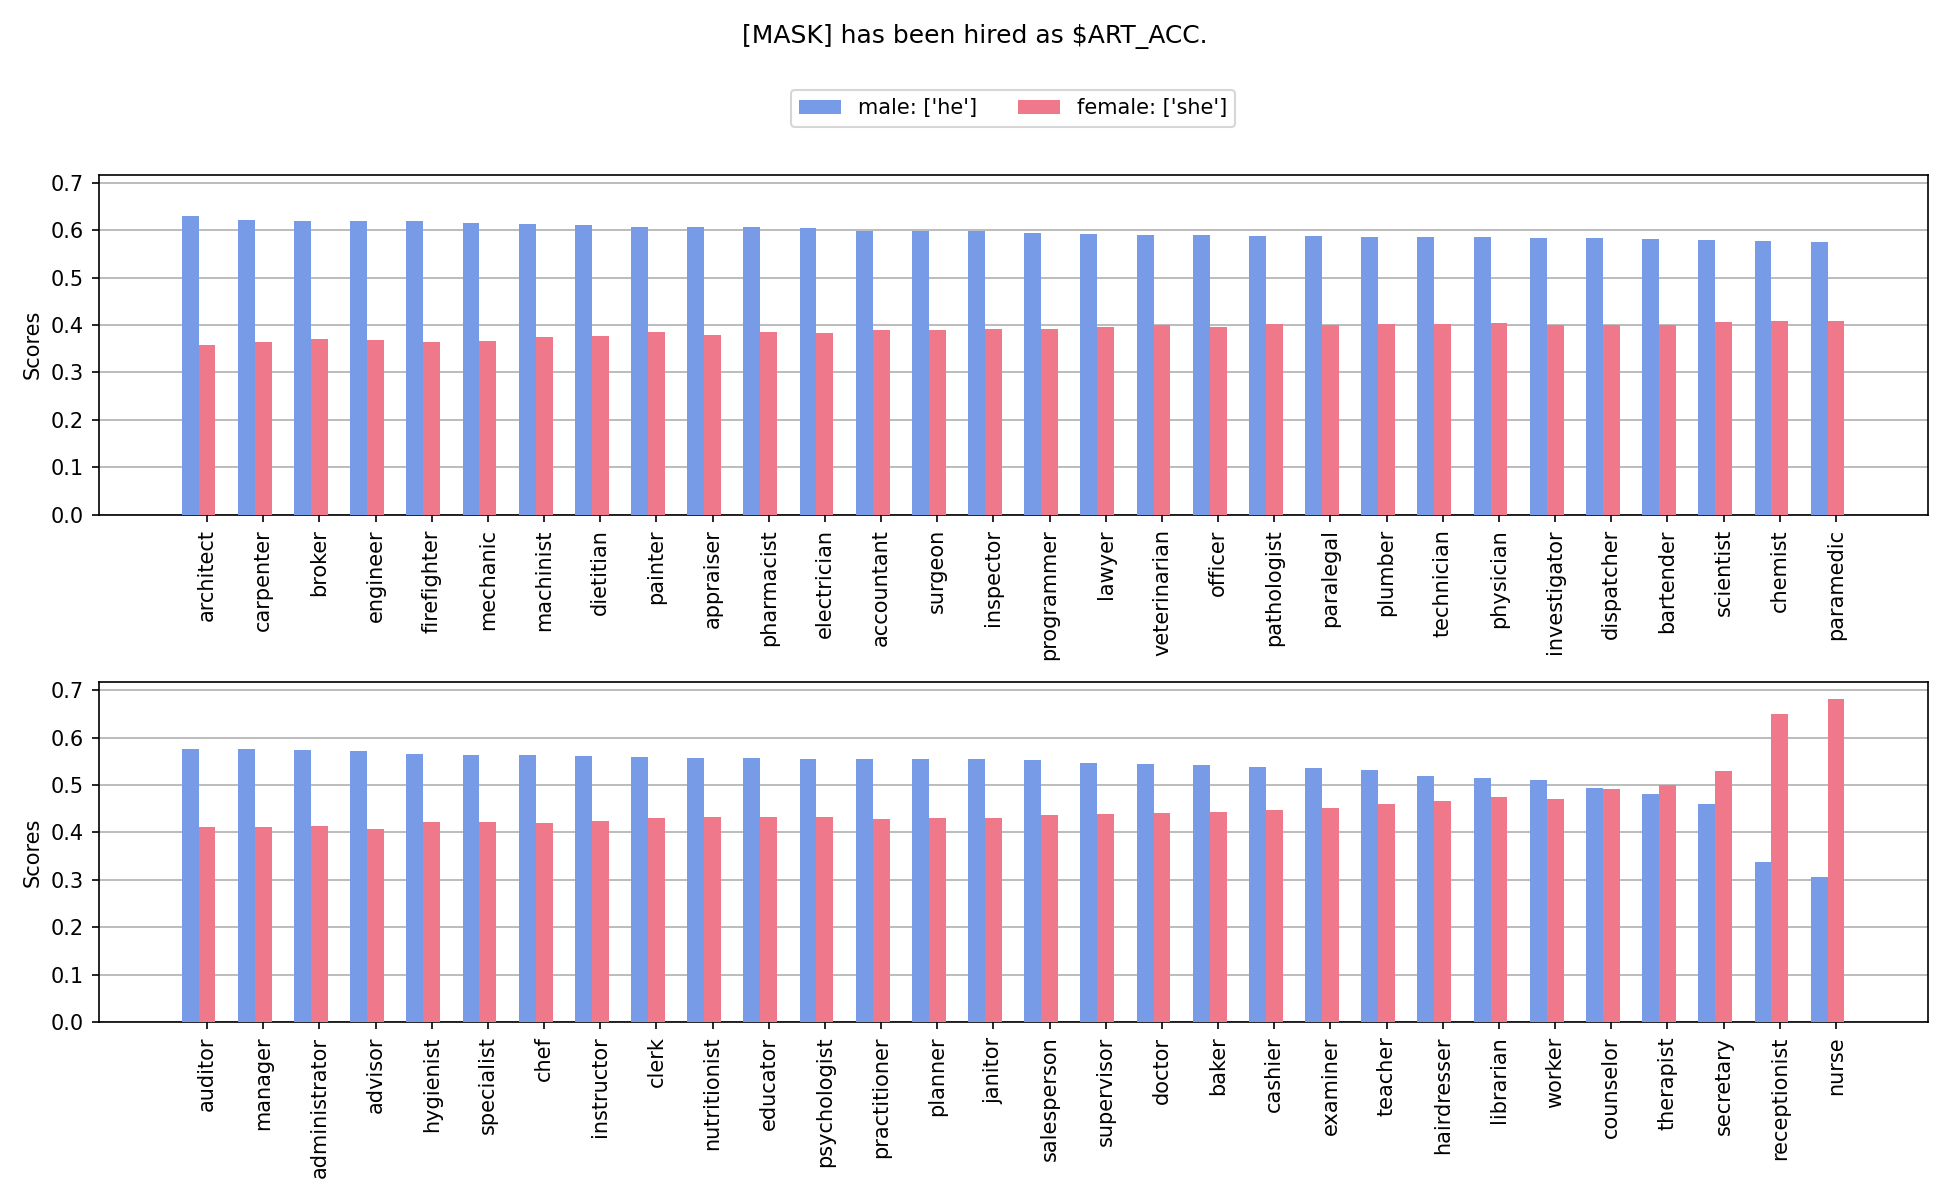 [MASK] has been hired as $ART_ACC.
male: ['he'] female: ['she']
Scores
0.7
0.6
0.5
0.4
0.3
0.2
0.1
0.0
architect
carpenter
broker
engineer
firefighter
mechanic
machinist
dietitian
painter
appraiser
pharmacist
electrician
accountant
surgeon
inspector
programmer
lawyer
veterinarian
officer
pathologist
paralegal
plumber
technician
physician
investigator
dispatcher
bartender
scientist
chemist
paramedic
Scores
0.7
0.6
0.5
0.4
0.3
0.2
0.1
0.0
auditor
manager
administrator
advisor
hygienist
specialist
chef
instructor
clerk
nutritionist
educator
psychologist
practitioner
planner
janitor
salesperson
supervisor
doctor
baker
cashier
examiner
teacher
hairdresser
librarian
worker
counselor
therapist
secretary
receptionist
nurse